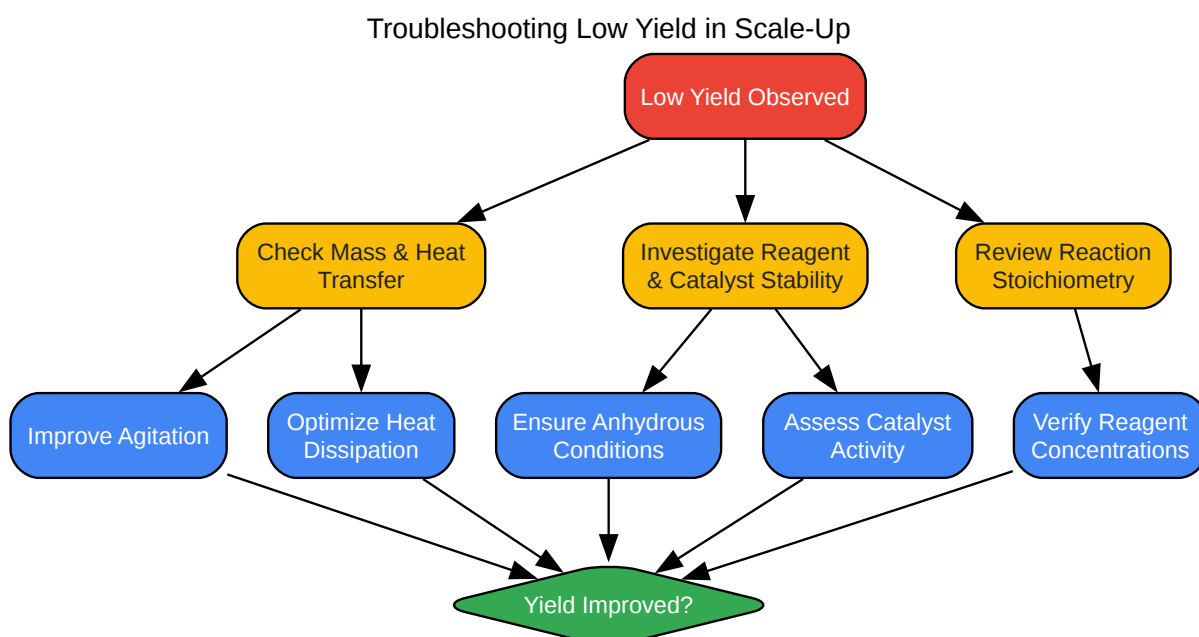 Troubleshooting Low Yield in Scale-Up
Low Yield Observed
Check Mass & Heat
Transfer
Investigate Reagent
& Catalyst Stability
Review Reaction
Stoichiometry
Improve Agitation
Optimize Heat
Dissipation
Ensure Anhydrous
Conditions
Assess Catalyst
Activity
Verify Reagent
Concentrations
Yield Improved?